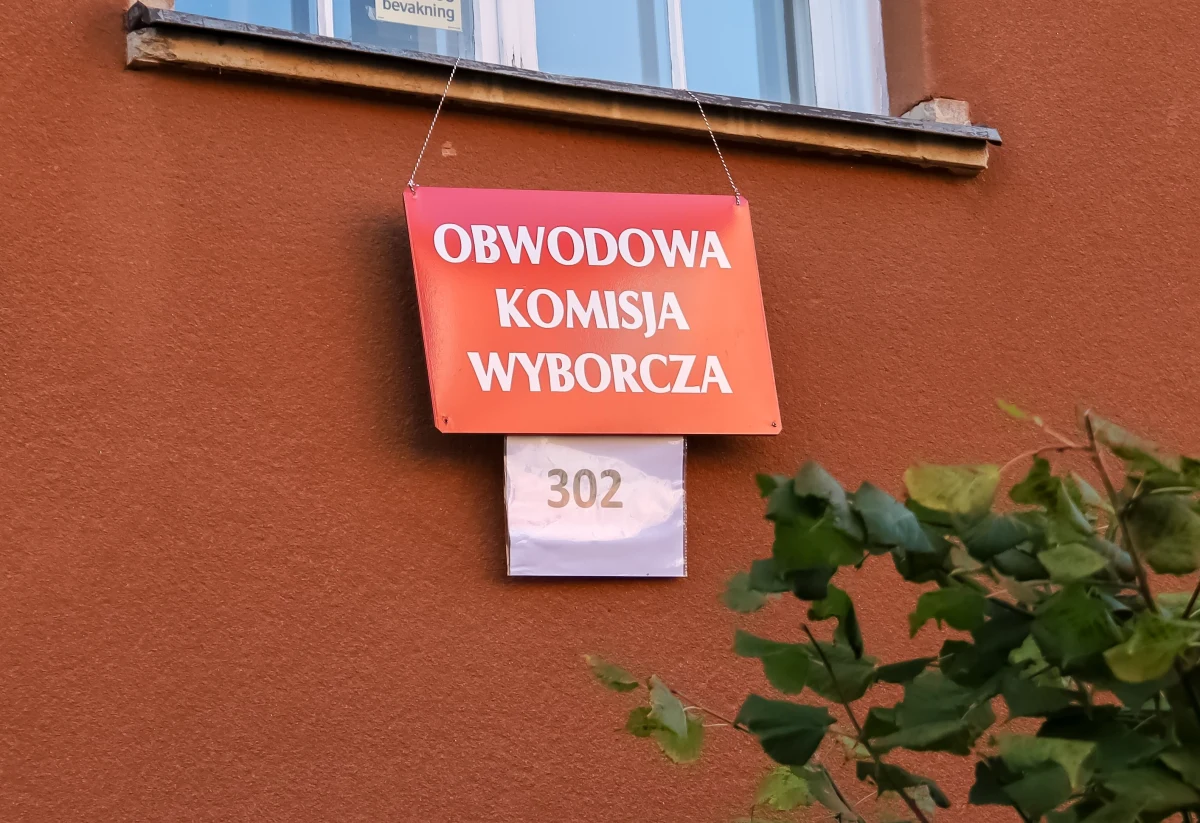 bevakning
OBWODOWA
KOMISJA
WYBORCZA
302